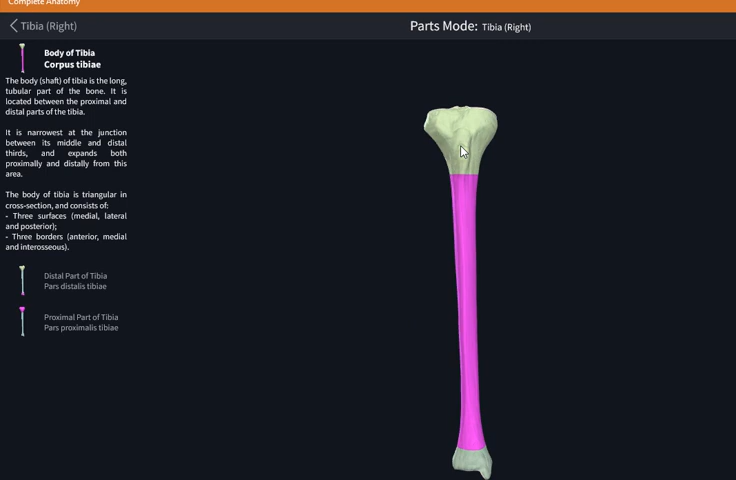 Complete Anatomy
Tibia (Right)
Parts Mode: Tibia (Right)
Body of Tibia
Corpus tibiae
The body (shaft) of tibia is the long,
tubular part of the bone. It is
located between the proximal and
distal parts of the tibia.
It is narrowest at the junction
between its middle and distal
thirds, and expands both
proximally and distally from this
area.
The body of tibia is triangular in
cross-section, and consists of:
- Three surfaces (medial, lateral
and posterior);
- Three borders (anterior, medial
and interosseous).
Distal Part of Tibia
Pars distalis tibiae
Proximal Part of Tibia
Pars proximalis tibiae